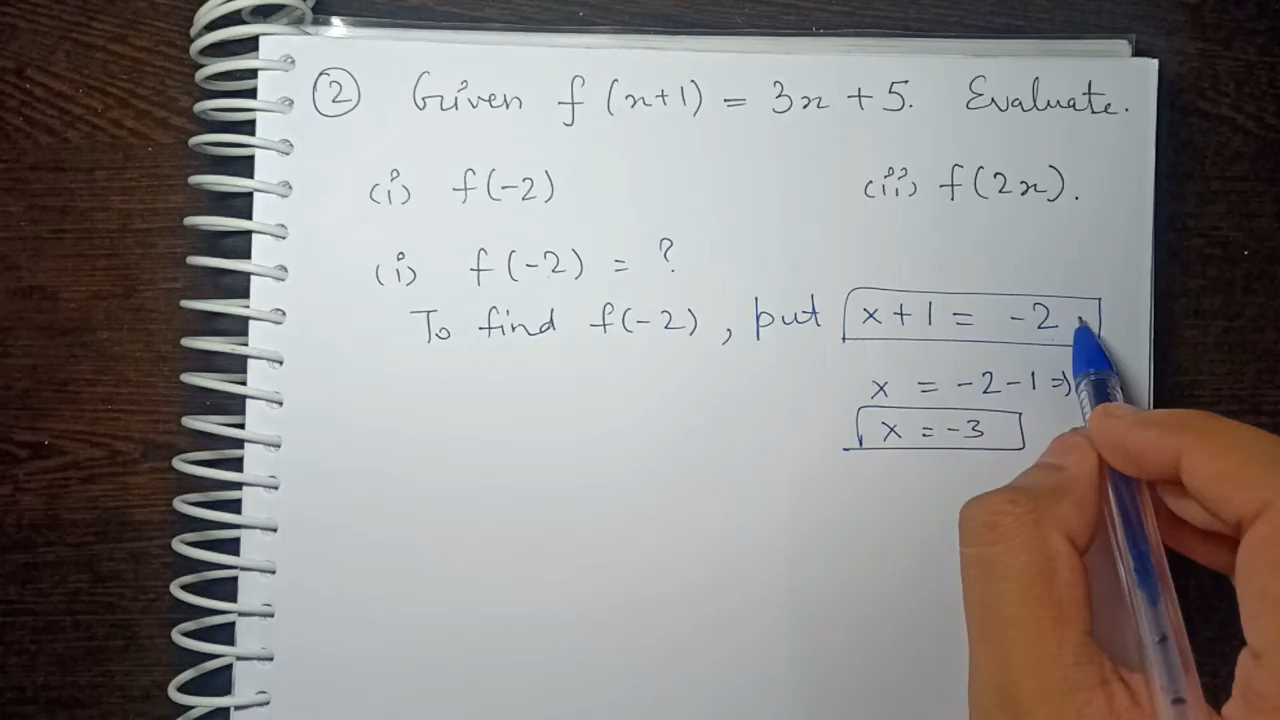 ② Given f(x+1) = 3x + 5. Evaluate.
(i) f(-2) (ii) f(2x).
(i) f(-2) = ?
To find f(-2), put x+1 = -2
x = -2-1 ⇒
x = -3